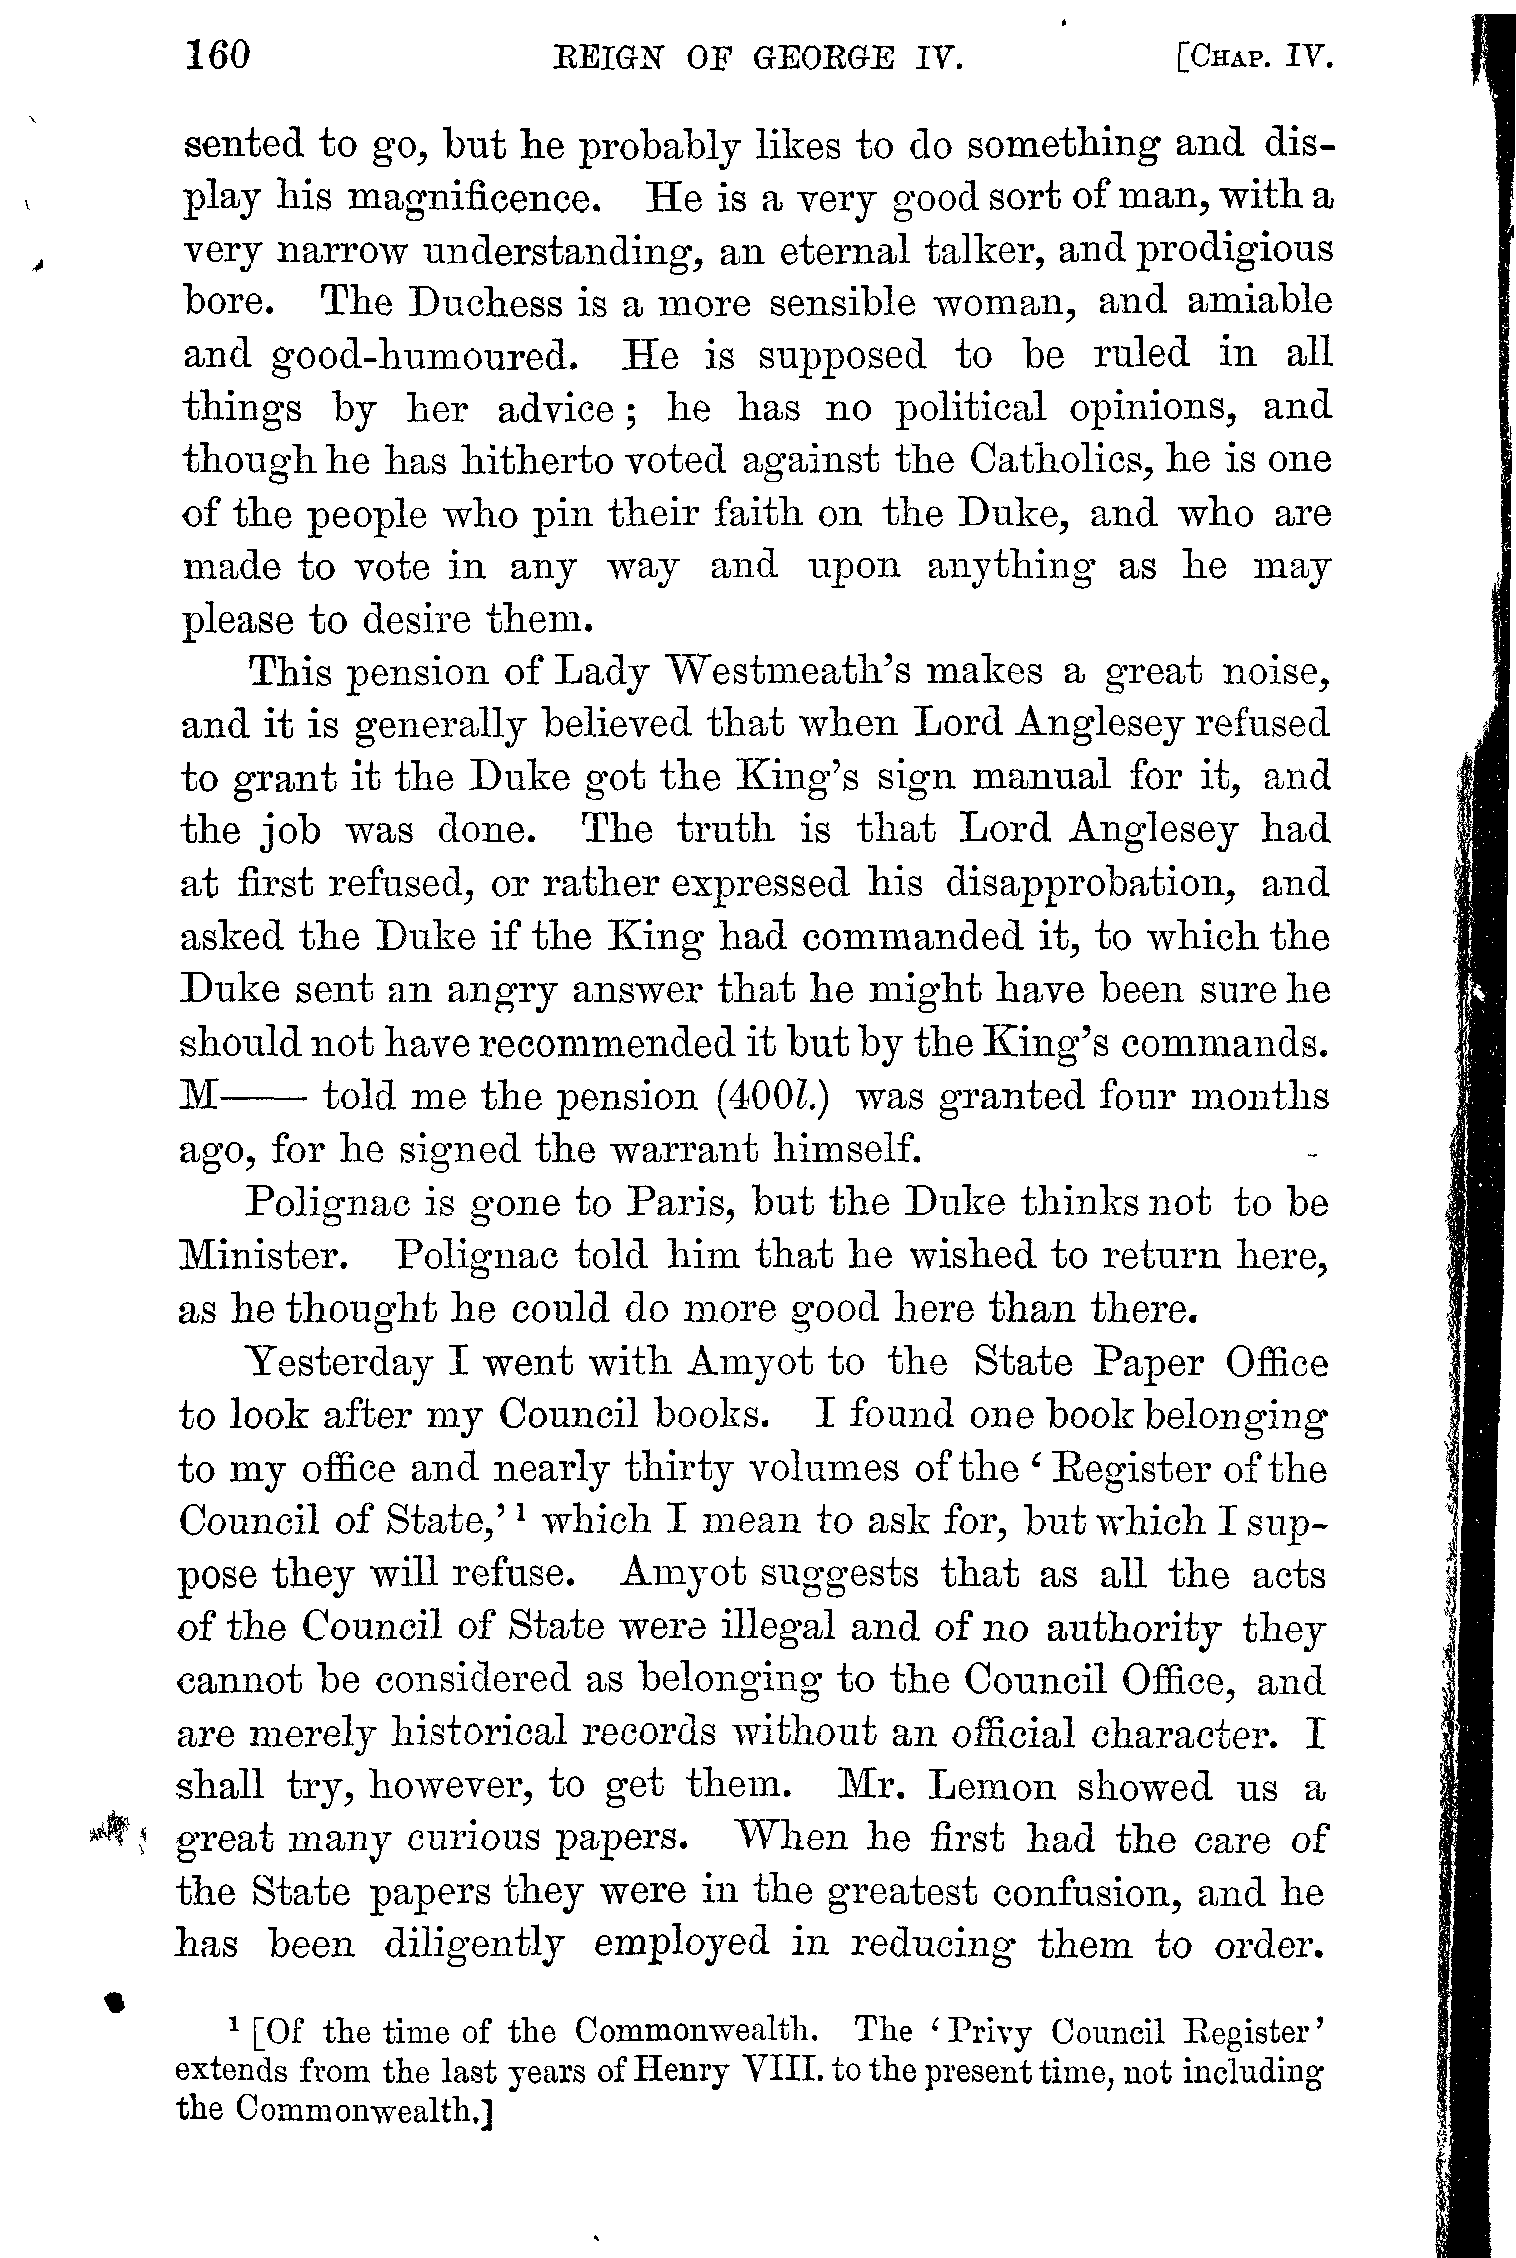 160 REIGN OF GEORGE IV. [CHAP. IV.
sented to go, but he probably likes to do something and dis-
play his magnificence. He is a very good sort of man, with a
very narrow understanding, an eternal talker, and prodigious
bore. The Duchess is a more sensible woman, and amiable
and good-humoured. He is supposed to be ruled in all
things by her advice; he has no political opinions, and
though he has hitherto voted against the Catholics, he is one
of the people who pin their faith on the Duke, and who are
made to vote in any way and upon anything as he may
please to desire them.
This pension of Lady Westmeath's makes a great noise,
and it is generally believed that when Lord Anglesey refused
to grant it the Duke got the King's sign manual for it, and
the job was done. The truth is that Lord Anglesey had
at first refused, or rather expressed his disapprobation, and
asked the Duke if the King had commanded it, to which the
Duke sent an angry answer that he might have been sure he
should not have recommended it but by the King's commands.
M—— told me the pension (400l.) was granted four months
ago, for he signed the warrant himself.
Polignac is gone to Paris, but the Duke thinks not to be
Minister. Polignac told him that he wished to return here,
as he thought he could do more good here than there.
Yesterday I went with Amyot to the State Paper Office
to look after my Council books. I found one book belonging
to my office and nearly thirty volumes of the 'Register of the
Council of State,'¹ which I mean to ask for, but which I sup-
pose they will refuse. Amyot suggests that as all the acts
of the Council of State were illegal and of no authority they
cannot be considered as belonging to the Council Office, and
are merely historical records without an official character. I
shall try, however, to get them. Mr. Lemon showed us a
great many curious papers. When he first had the care of
the State papers they were in the greatest confusion, and he
has been diligently employed in reducing them to order.
¹ [Of the time of the Commonwealth. The 'Privy Council Register'
extends from the last years of Henry VIII. to the present time, not including
the Commonwealth.]